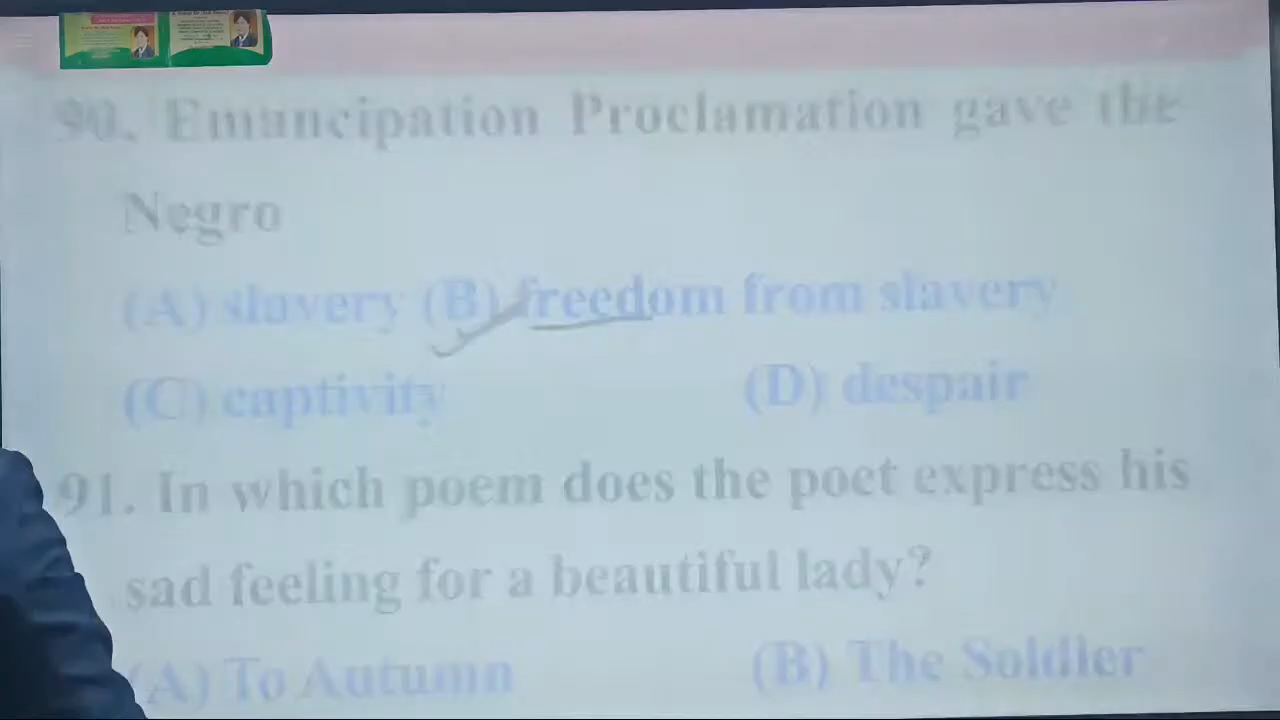 90. Emancipation Proclamation gave the
Negro
(A) slavery (B) freedom from slavery
(C) captivity (D) despair
91. In which poem does the poet express his
sad feeling for a beautiful lady?
(A) To Autumn (B) The Soldier